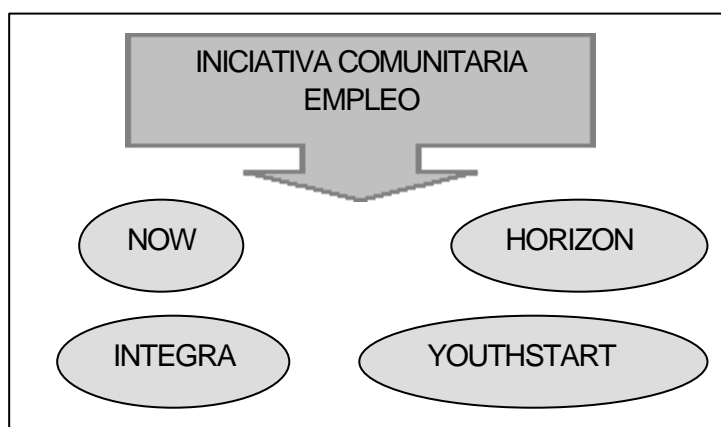 INICIATIVA COMUNITARIA
EMPLEO
NOW
HORIZON
INTEGRA
YOUTHSTART